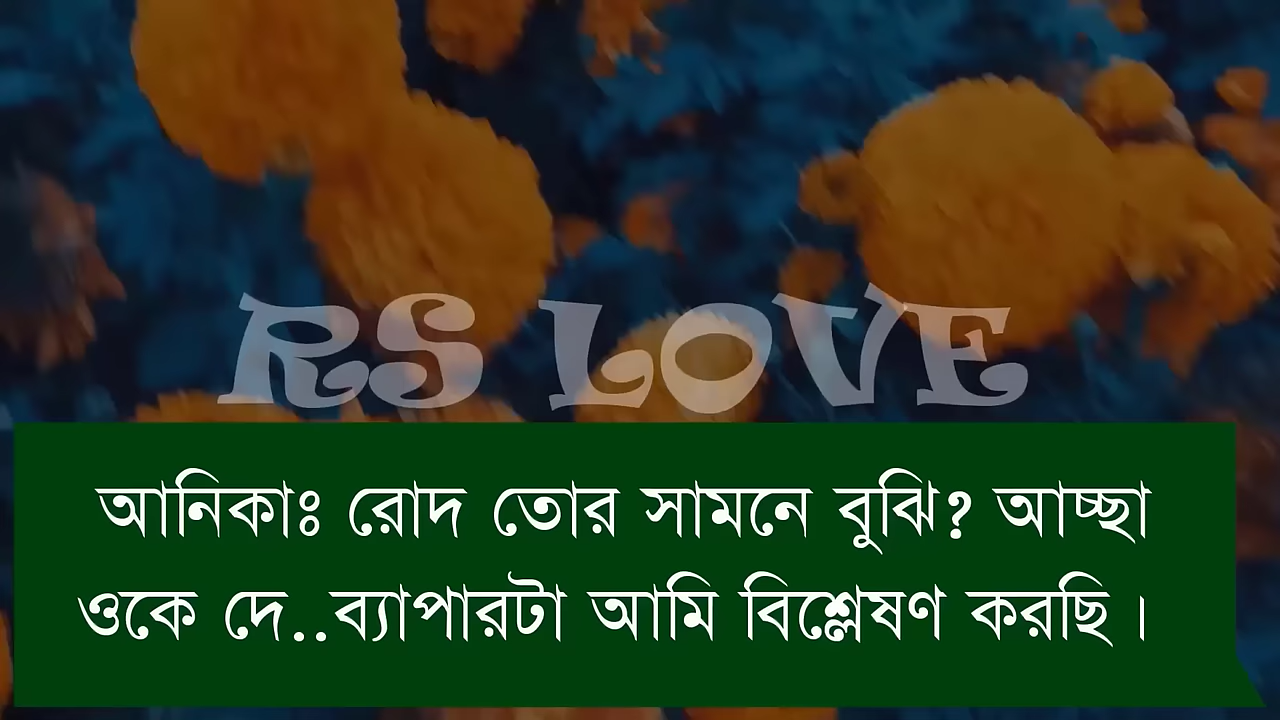 RS LOVE
আনিকাঃ রোদ তোর সামনে বুঝি? আচ্ছা
ওকে দে..ব্যাপারটা আমি বিশ্লেষণ করছি।